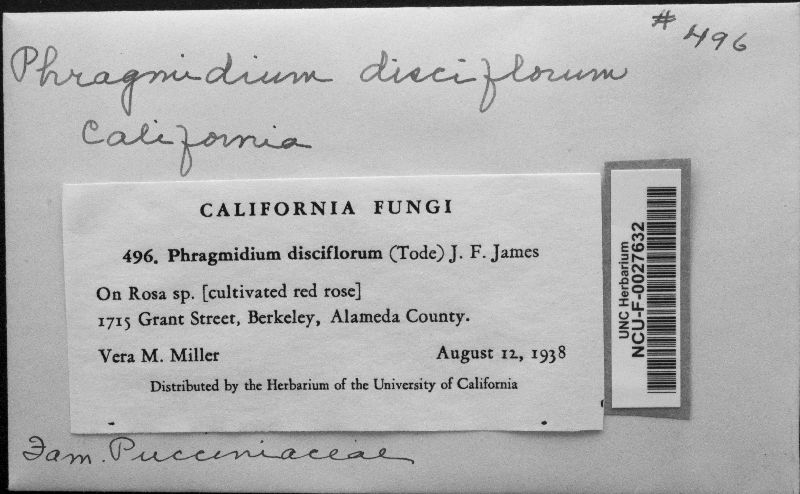 # 496
Phragmidium disciflorum
California
CALIFORNIA FUNGI
496. Phragmidium disciflorum (Tode) J. F. James
On Rosa sp. [cultivated red rose]
1715 Grant Street, Berkeley, Alameda County.
Vera M. Miller August 12, 1938
Distributed by the Herbarium of the University of California
UNC Herbarium
NCU-F-0027632
Fam. Pucciniaceae